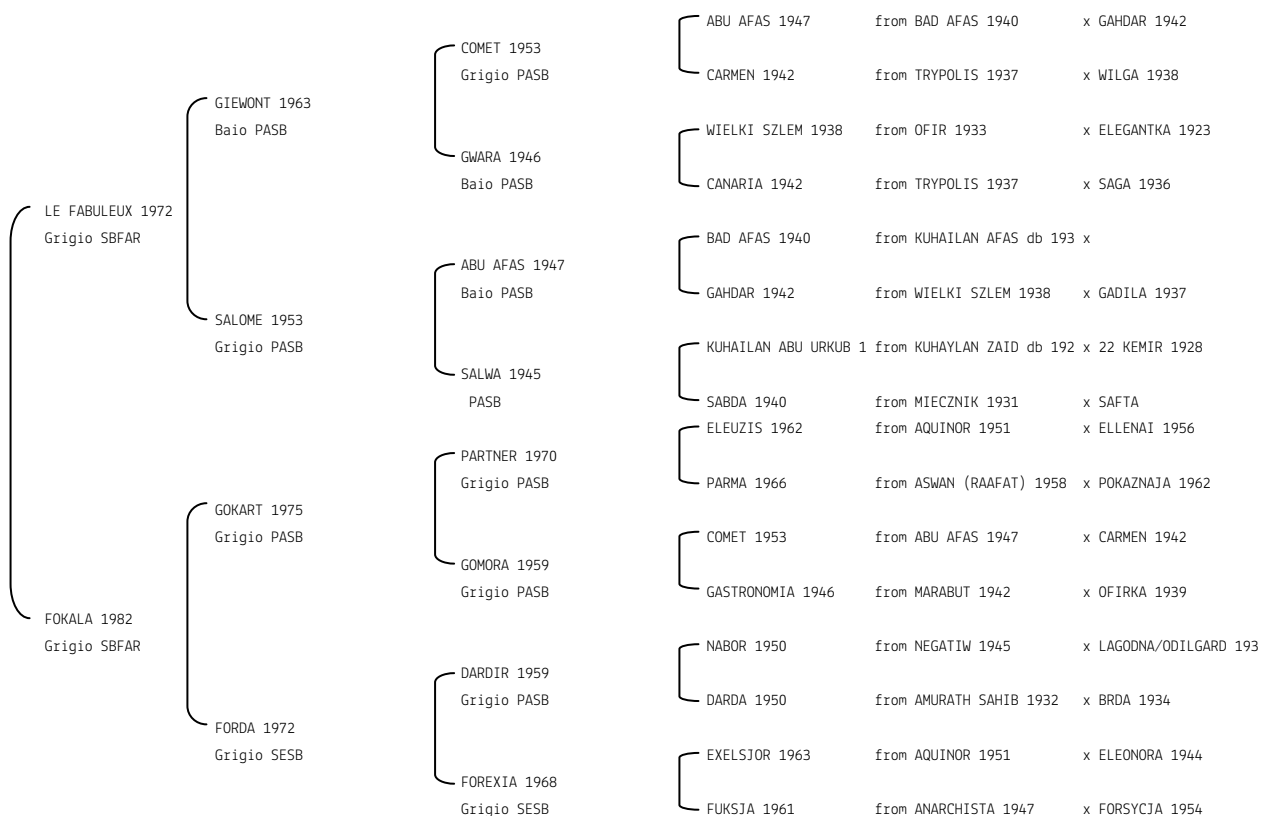 ABU AFAS 1947 from BAD AFAS 1940 x GAHDAR 1942
COMET 1953
Grigio PASB CARMEN 1942 from TRYPOLIS 1937 x WILGA 1938
GIEWONT 1963
Baio PASB WIELKI SZLEM 1938 from OFIR 1933 x ELEGANTKA 1923
GWARA 1946
Baio PASB CANARIA 1942 from TRYPOLIS 1937 x SAGA 1936
LE FABULEUX 1972
Grigio SBFAR BAD AFAS 1940 from KUHAILAN AFAS db 193 x
ABU AFAS 1947
Baio PASB GAHDAR 1942 from WIELKI SZLEM 1938 x GADILA 1937
SALOME 1953
Grigio PASB KUHAILAN ABU URKUB 1 from KUHAYLAN ZAID db 192 x 22 KEMIR 1928
SALWA 1945
PASB SABDA 1940 from MIECZNIK 1931 x SAFTA
ELEUZIS 1962 from AQUINOR 1951 x ELLENAI 1956
PARTNER 1970
Grigio PASB PARMA 1966 from ASWAN (RAAFAT) 1958 x POKAZNAJA 1962
GOKART 1975
Grigio PASB COMET 1953 from ABU AFAS 1947 x CARMEN 1942
GOMORA 1959
Grigio PASB GASTRONOMIA 1946 from MARABUT 1942 x OFIRKA 1939
FOKALA 1982
Grigio SBFAR NABOR 1950 from NEGATIW 1945 x LAGODNA/ODILGARD 193
DARDIR 1959
Grigio PASB DARDA 1950 from AMURATH SAHIB 1932 x BRDA 1934
FORDA 1972
Grigio SESB EXELSJOR 1963 from AQUINOR 1951 x ELEONORA 1944
FOREXIA 1968
Grigio SESB FUKSJA 1961 from ANARCHISTA 1947 x FORSYCJA 1954